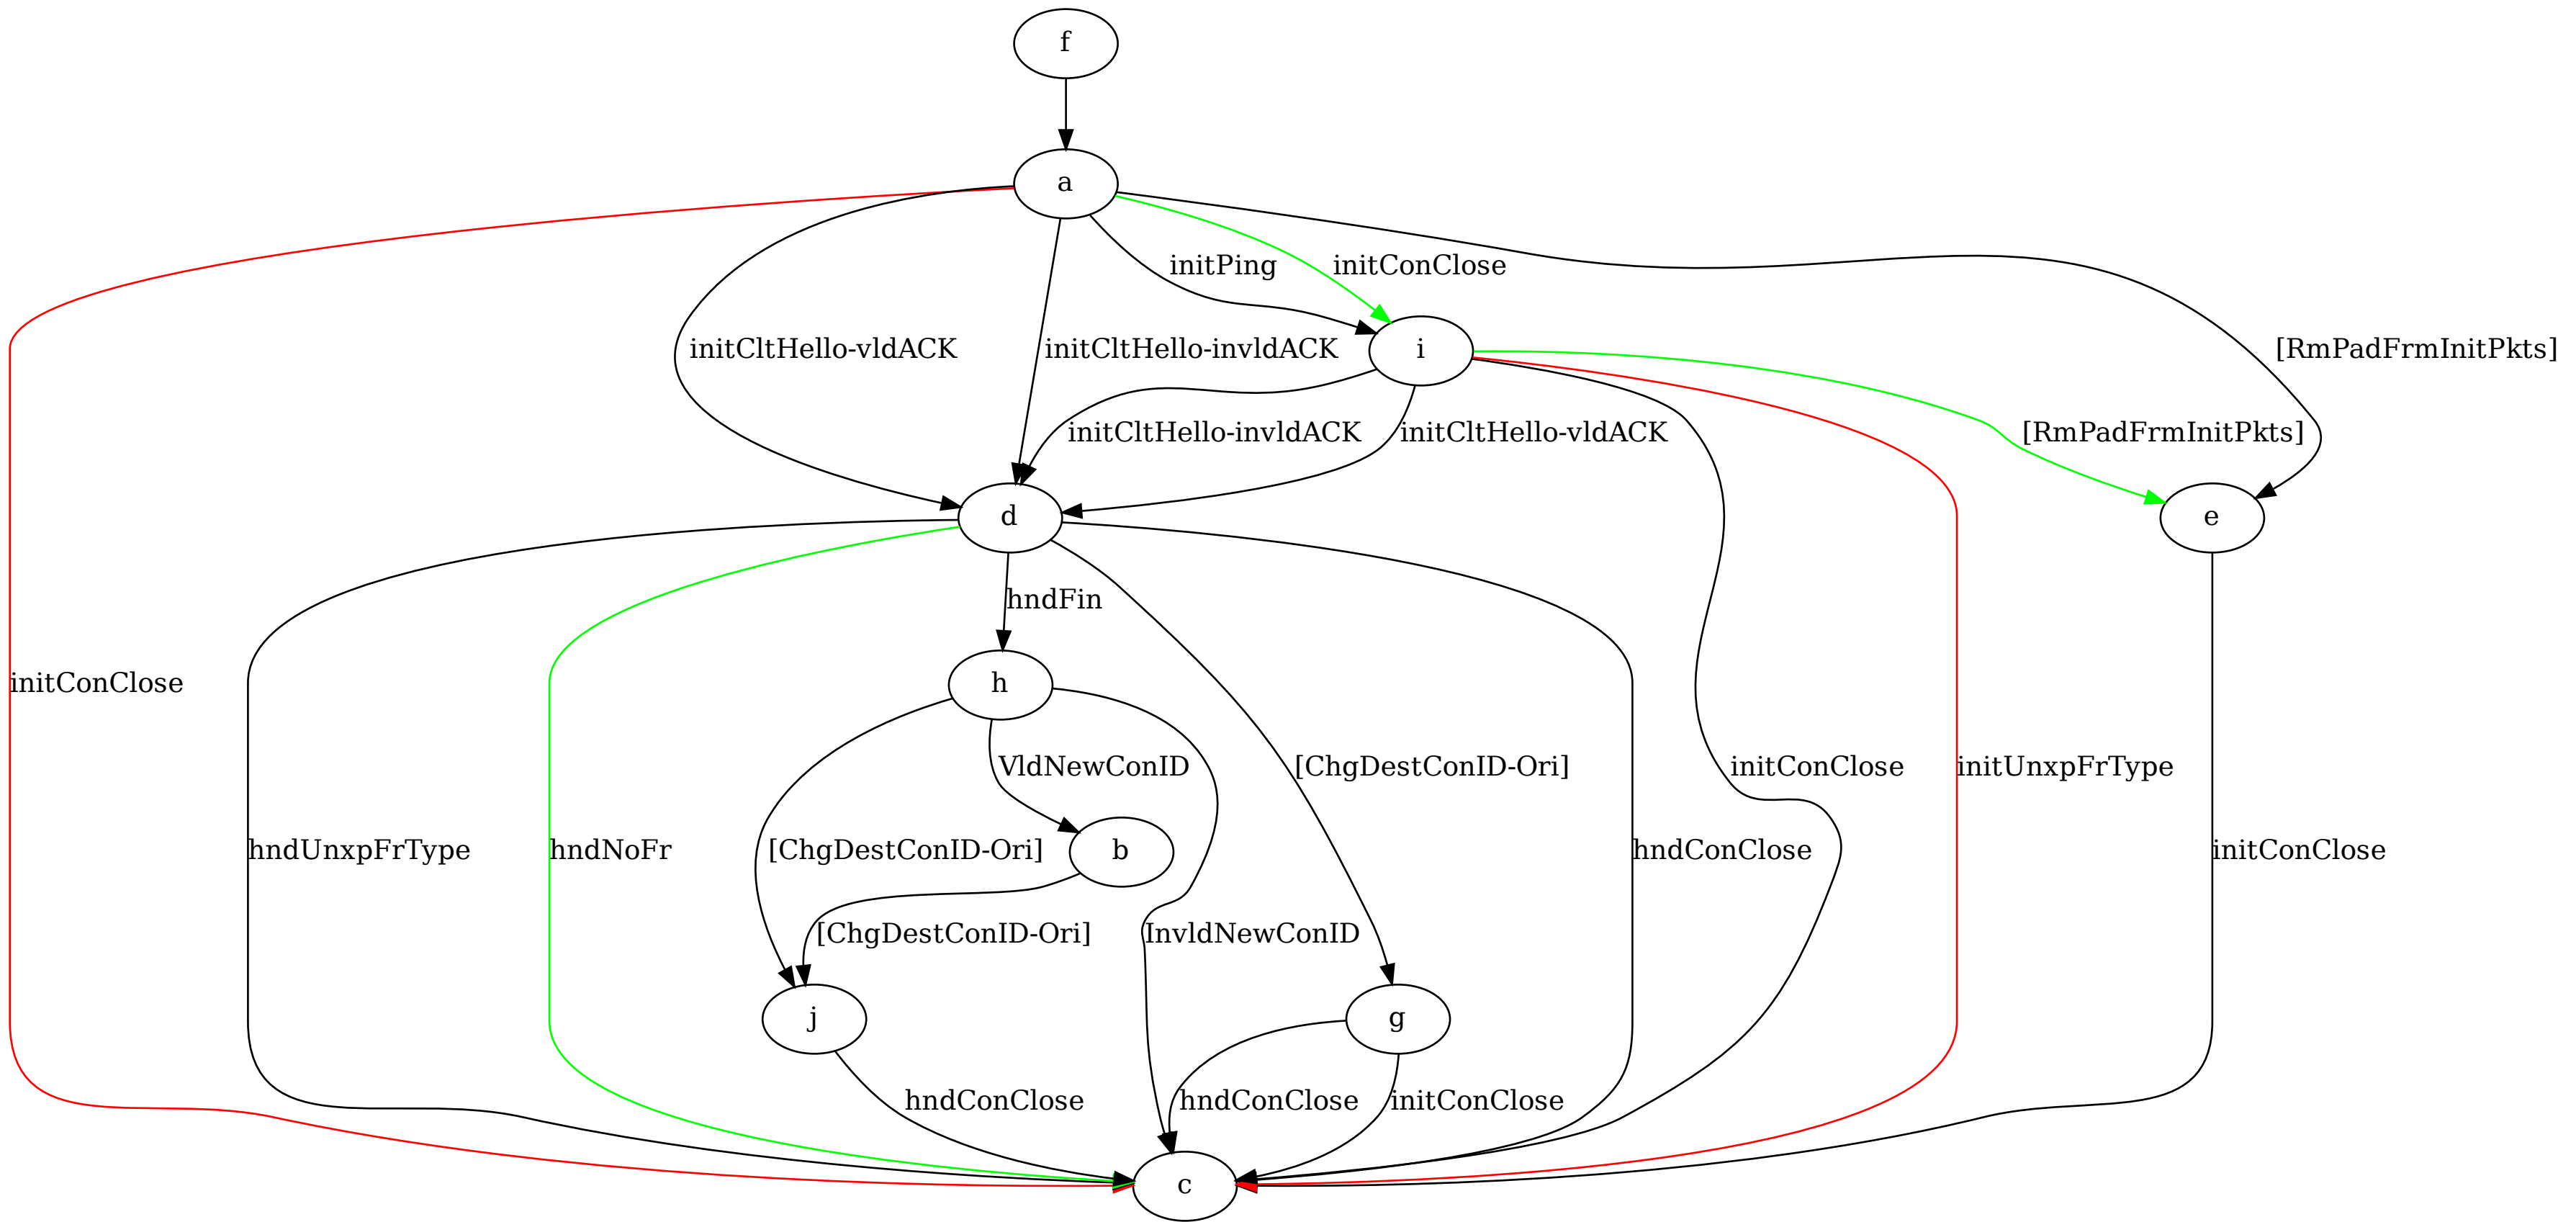 f
a
initPing
initConClose
initCltHello-vldACK
initCltHello-invldACK
i
[RmPadFrmInitPkts]
initCltHello-invldACK
initCltHello-vldACK
[RmPadFrmInitPkts]
d
e
hndFin
initConClose
h
[ChgDestConID-Ori]
VldNewConID
initConClose
initUnxpFrType
hndUnxpFrType
hndNoFr
[ChgDestConID-Ori]
b
hndConClose
initConClose
[ChgDestConID-Ori]
InvldNewConID
j
g
hndConClose
hndConClose
initConClose
c